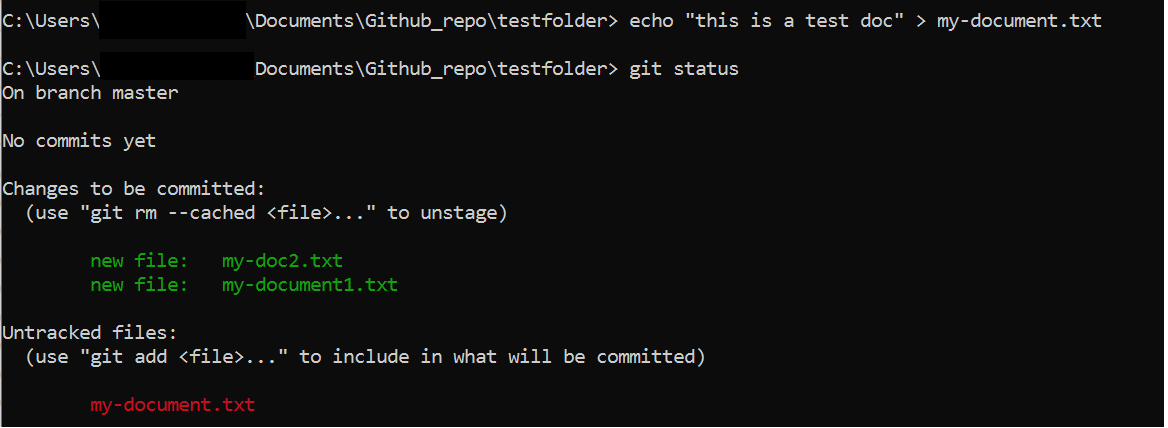 C:\Users\ \Documents\Github_repo\testfolder> echo "this is a test doc" > my-document.txt
C:\Users\ Documents\Github_repo\testfolder> git status
On branch master
No commits yet
Changes to be committed:
(use "git rm --cached <file>..." to unstage)
new file: my-doc2.txt
new file: my-document1.txt
Untracked files:
(use "git add <file>..." to include in what will be committed)
my-document.txt